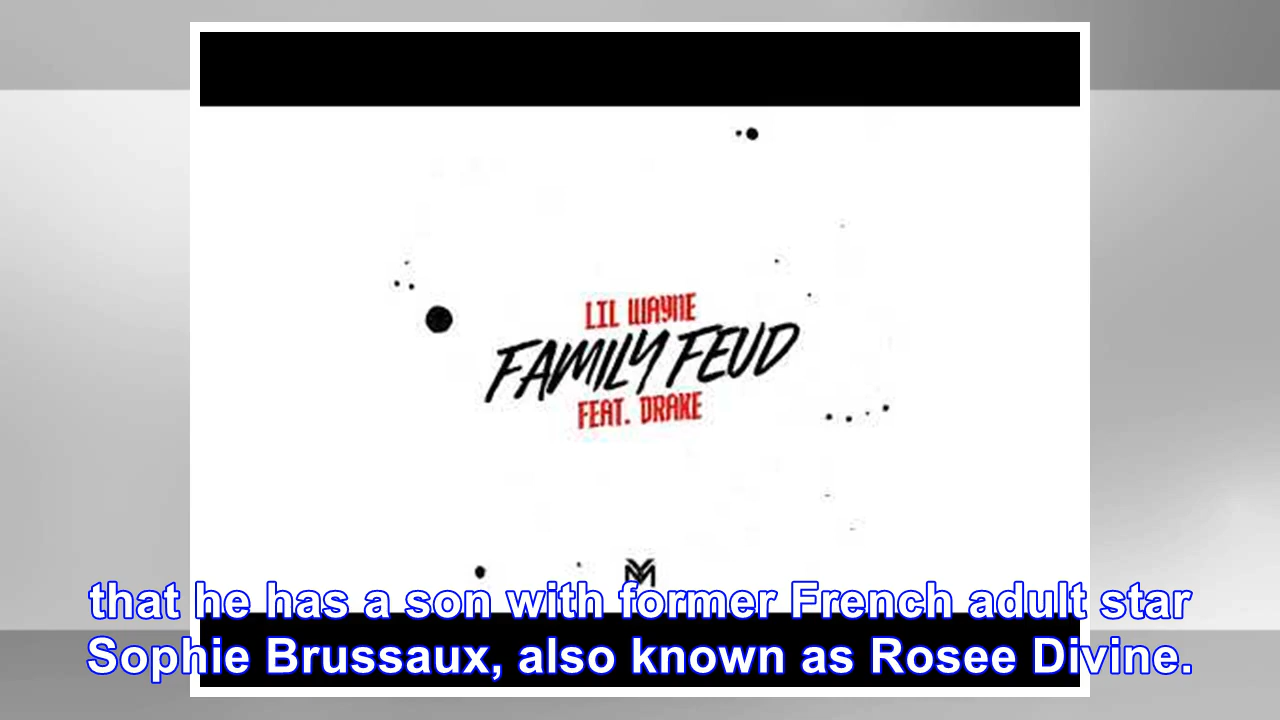 LIL WAYNE
FAMILY FEUD
FEAT. DRAKE
that he has a son with former French adult star
Sophie Brussaux, also known as Rosee Divine.